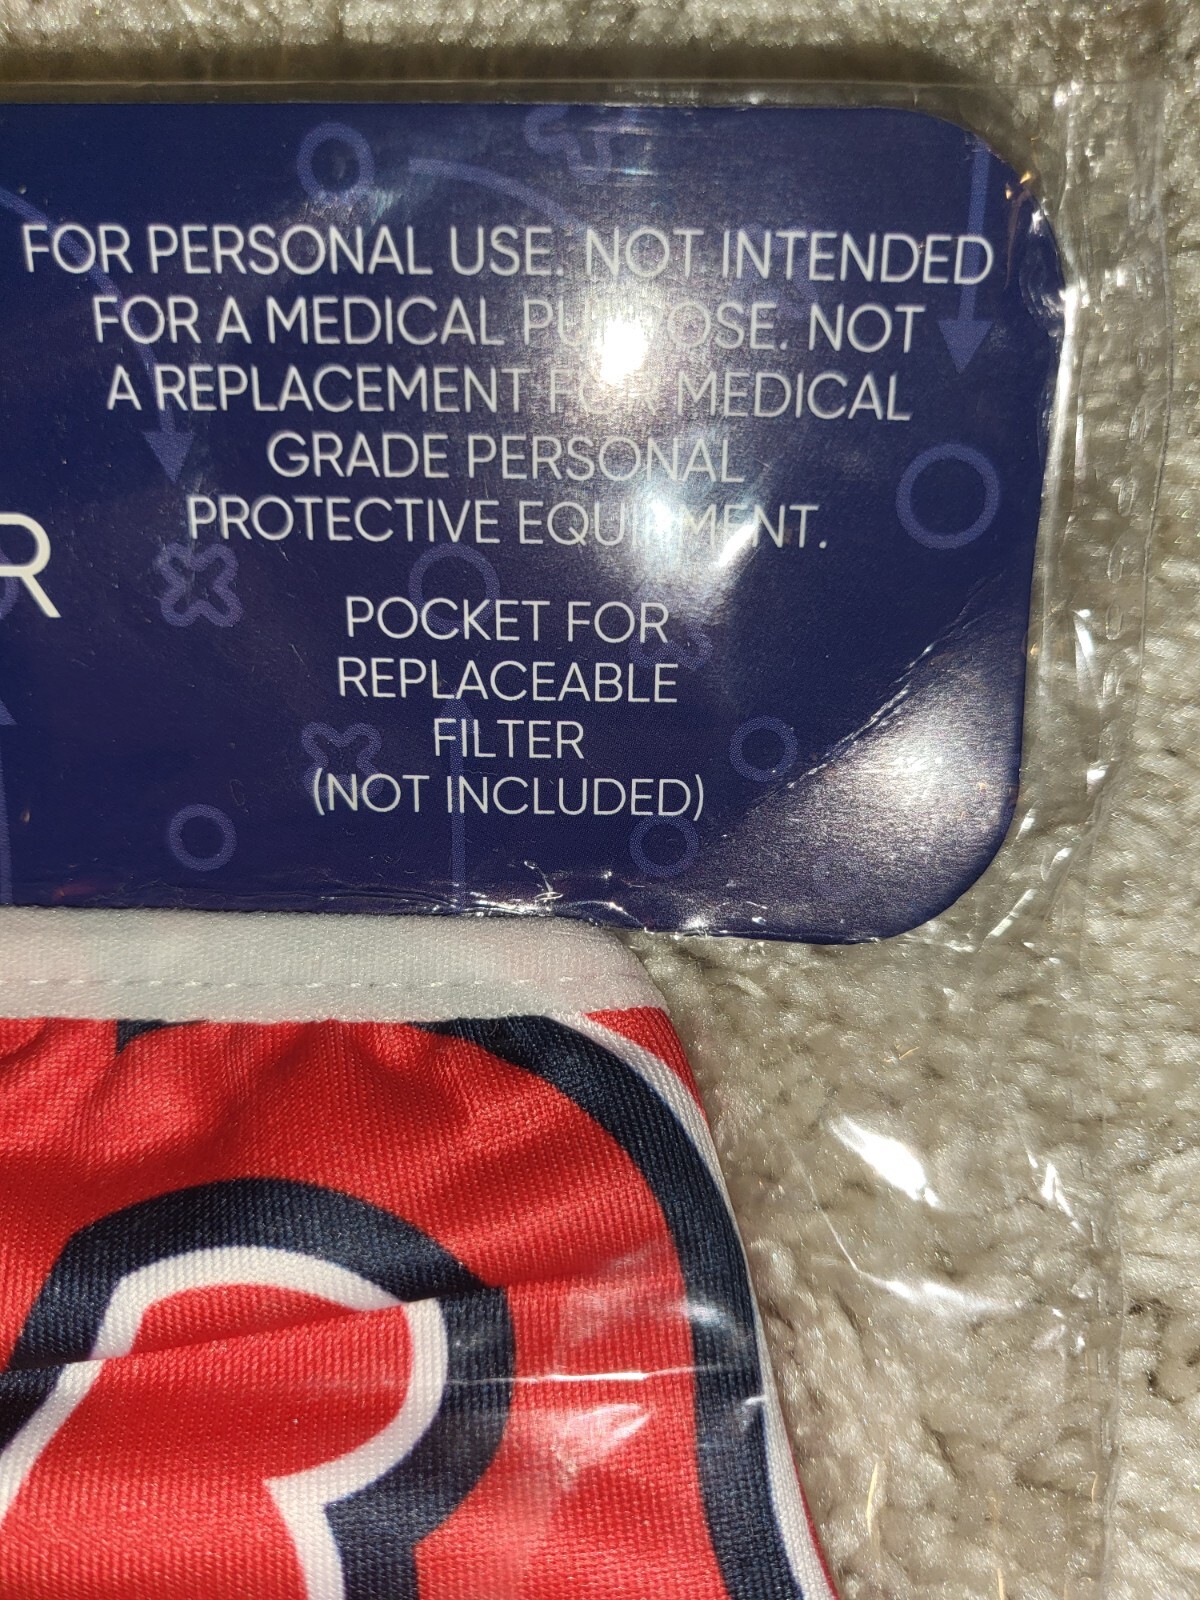 FOR PERSONAL USE. NOT INTENDED
FOR A MEDICAL PURPOSE. NOT
A REPLACEMENT FOR MEDICAL
GRADE PERSONAL
PROTECTIVE EQUIPMENT.
R
POCKET FOR
REPLACEABLE
FILTER
(NOT INCLUDED)